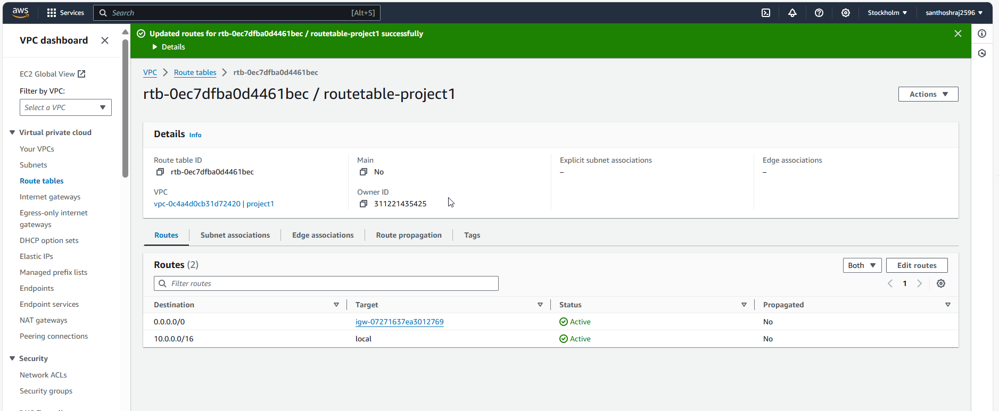 aws
Services
Search
[Alt+S]
Stockholm
santhoshraj2596
VPC dashboard
EC2 Global View
Filter by VPC:
Select a VPC
Virtual private cloud
Your VPCs
Subnets
Route tables
Internet gateways
Egress-only internet
gateways
DHCP option sets
Elastic IPs
Managed prefix lists
Endpoints
Endpoint services
NAT gateways
Peering connections
Security
Network ACLs
Security groups
Updated routes for rtb-0ec7dfba0d4461bec / routetable-project1 successfully
Details
VPC
Route tables
rtb-0ec7dfba0d4461bec
rtb-0ec7dfba0d4461bec / routetable-project1
Actions
Details Info
Route table ID
rtb-0ec7dfba0d4461bec
Main
No
Explicit subnet associations
–
Edge associations
–
VPC
vpc-0c4a4d0cb31d72420 | project1
Owner ID
311221435425
Routes
Subnet associations
Edge associations
Route propagation
Tags
Routes (2)
Both
Edit routes
Filter routes
1
Destination
Target
Status
Propagated
0.0.0.0/0
igw-07271637ea3012769
Active
No
10.0.0.0/16
local
Active
No